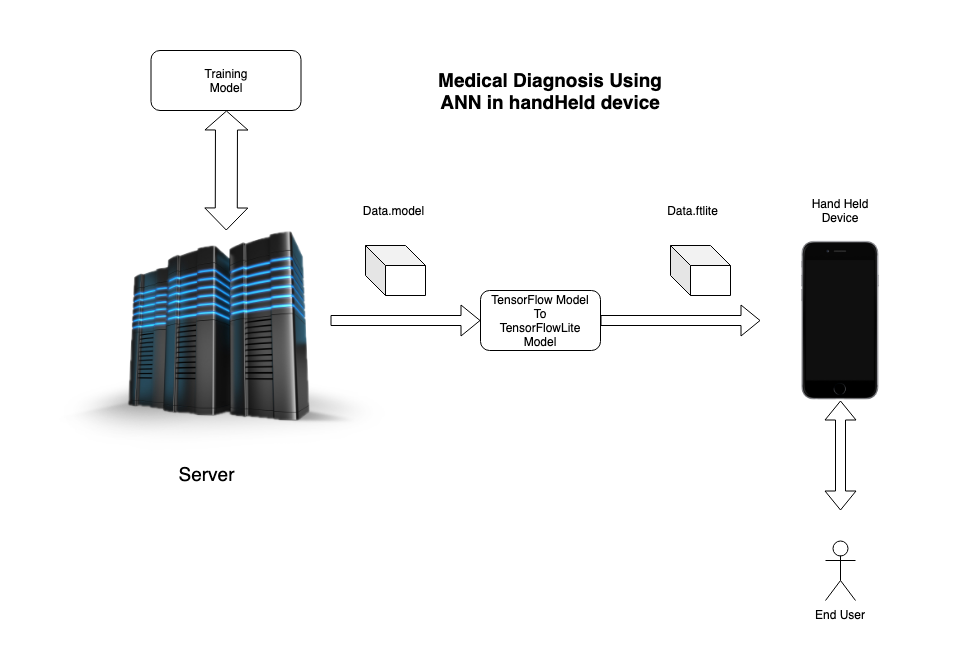 Training
Model
Medical Diagnosis Using
ANN in handHeld device
Data.model
Data.ftlite
Hand Held
Device
TensorFlow Model
To
TensorFlowLite
Model
Server
End User